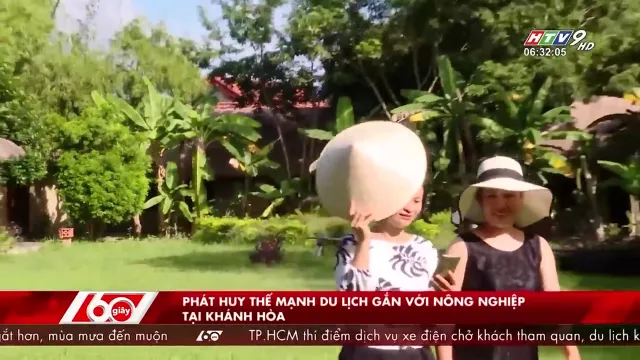 HTV9 HD
06:32:05
60 giây
PHÁT HUY THẾ MẠNH DU LỊCH GẮN VỚI NÔNG NGHIỆP
TẠI KHÁNH HÒA
gắt hơn, mùa mưa đến muộn 60 TP.HCM thí điểm dịch vụ xe điện chở khách tham quan, du lịch